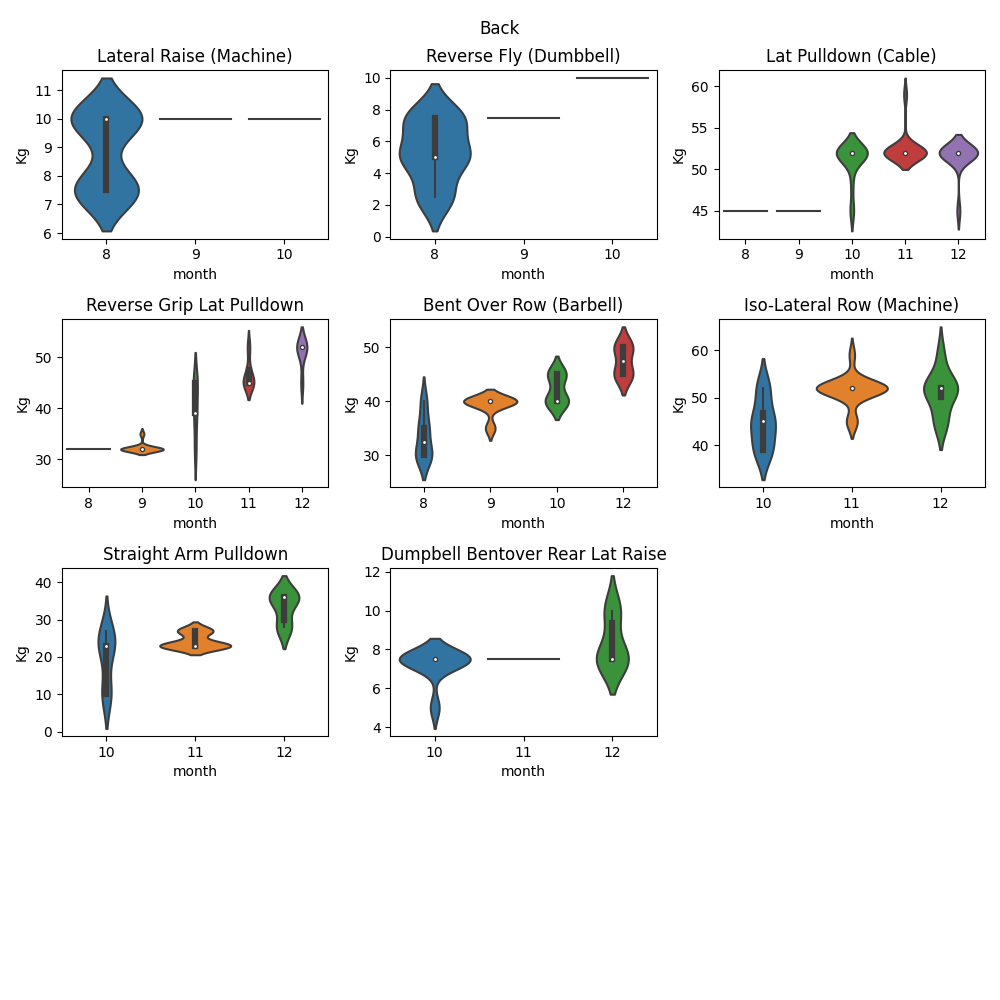 Back
Lateral Raise (Machine)
Kg
11
10
9
8
7
6
8 9 10
month
Reverse Fly (Dumbbell)
Kg
10
8
6
4
2
0
8 9 10
month
Lat Pulldown (Cable)
Kg
60
55
50
45
8 9 10 11 12
month
Reverse Grip Lat Pulldown
Kg
50
40
30
8 9 10 11 12
month
Bent Over Row (Barbell)
Kg
50
40
30
8 9 10 12
month
Iso-Lateral Row (Machine)
Kg
60
50
40
10 11 12
month
Straight Arm Pulldown
Kg
40
30
20
10
0
10 11 12
month
Dumpbell Bentover Rear Lat Raise
Kg
12
10
8
6
4
10 11 12
month